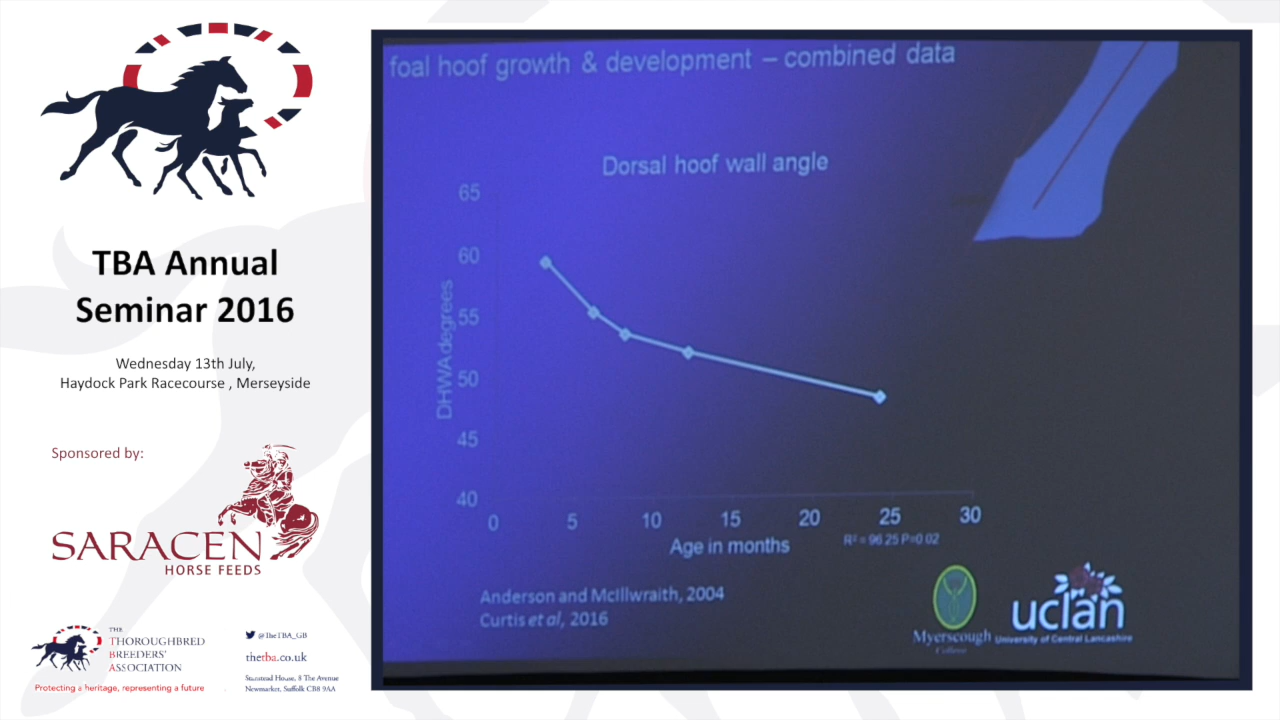 TBA Annual
Seminar 2016
Wednesday 13th July,
Haydock Park Racecourse , Merseyside
Sponsored by:
SARACEN
HORSE FEEDS
THE
THOROUGHBRED
BREEDERS'
ASSOCIATION
Protecting a heritage, representing a future
@TheTBA_GB
thetba.co.uk
Stanstead House, 8 The Avenue
Newmarket, Suffolk CB8 9AA
foal hoof growth & development – combined data
Dorsal hoof wall angle
DHWA degrees
65
60
55
50
45
40
0 5 10 15 20 25 30
Age in months
R² = 96 25 P=0.02
Anderson and McIllwraith, 2004
Curtis et al, 2016
Myerscough
College
uclan
University of Central Lancashire